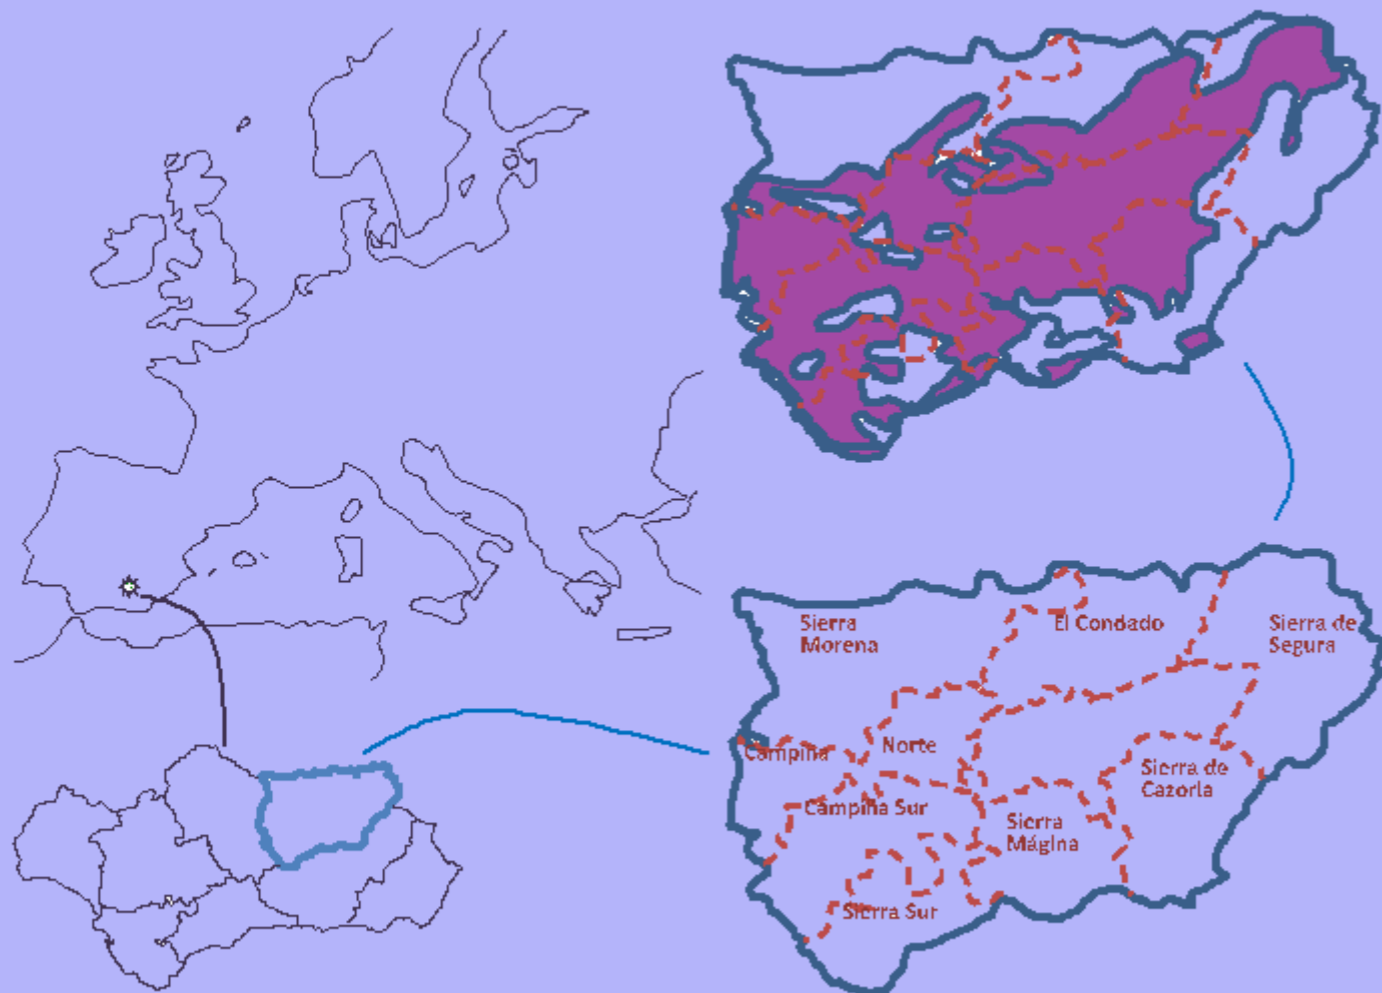 Sierra
Morena
El Condado
Sierra de
Segura
Campiña
Norte
Sierra de
Cazorla
Campiña Sur
Sierra
Mágina
Sierra Sur